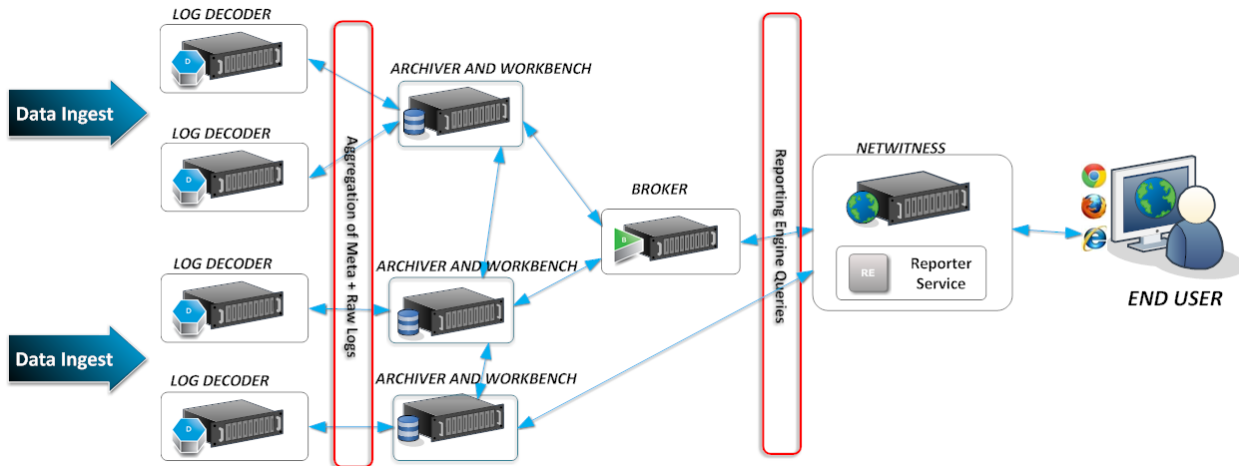 LOG DECODER
Data Ingest
LOG DECODER
LOG DECODER
Data Ingest
LOG DECODER
D
D
D
D
Aggregation of Meta + Raw Logs
ARCHIVER AND WORKBENCH
ARCHIVER AND WORKBENCH
ARCHIVER AND WORKBENCH
BROKER
B
Reporting Engine Queries
NETWITNESS
RE
Reporter
Service
END USER